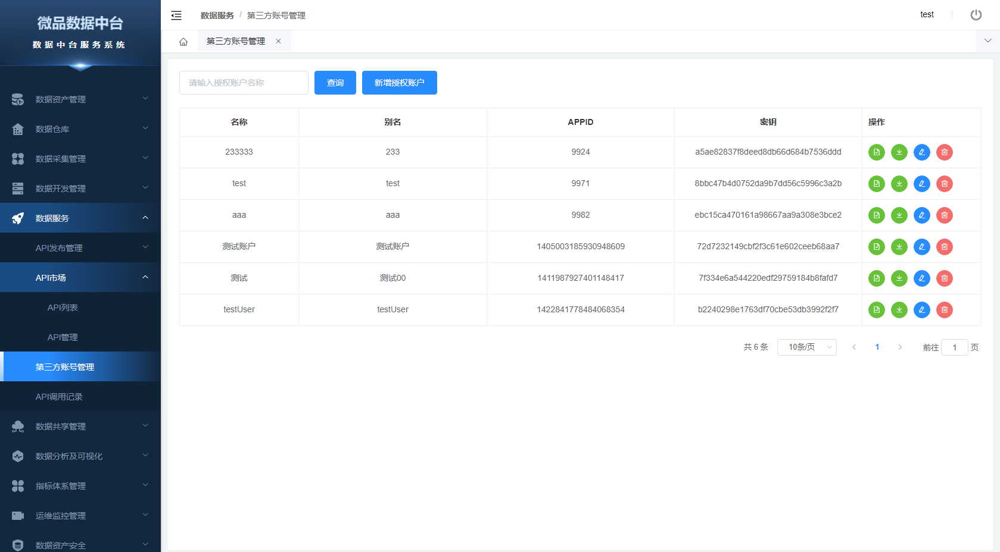 微品数据中台
数据中台服务系统
数据资产管理
数据仓库
数据采集管理
数据开发管理
数据服务
API发布管理
API市场
API列表
API管理
第三方账号管理
API调用记录
数据共享管理
数据分析及可视化
指标体系管理
运维监控管理
数据资产安全
数据服务 / 第三方账号管理
test
第三方账号管理
请输入授权账户名称 查询 新增授权账户
名称 别名 APPID 密钥 操作
233333 233 9924 a5ae82837f8deed8db66d684b7536ddd
test test 9971 8bbc47b4d0752da9b7dd56c5996c3a2b
aaa aaa 9982 ebc15ca470161a98667aa9a308e3bce2
测试账户 测试账户 1405003185930948609 72d7232149cbf2f3c61e602ceeb68aa7
测试 测试00 1411987927401148417 7f334e6a544220edf29759184b8fafd7
testUser testUser 1422841778484068354 b2240298e1763df70cbe53db3992f2f7
共 6 条 10条/页 1 前往 1 页